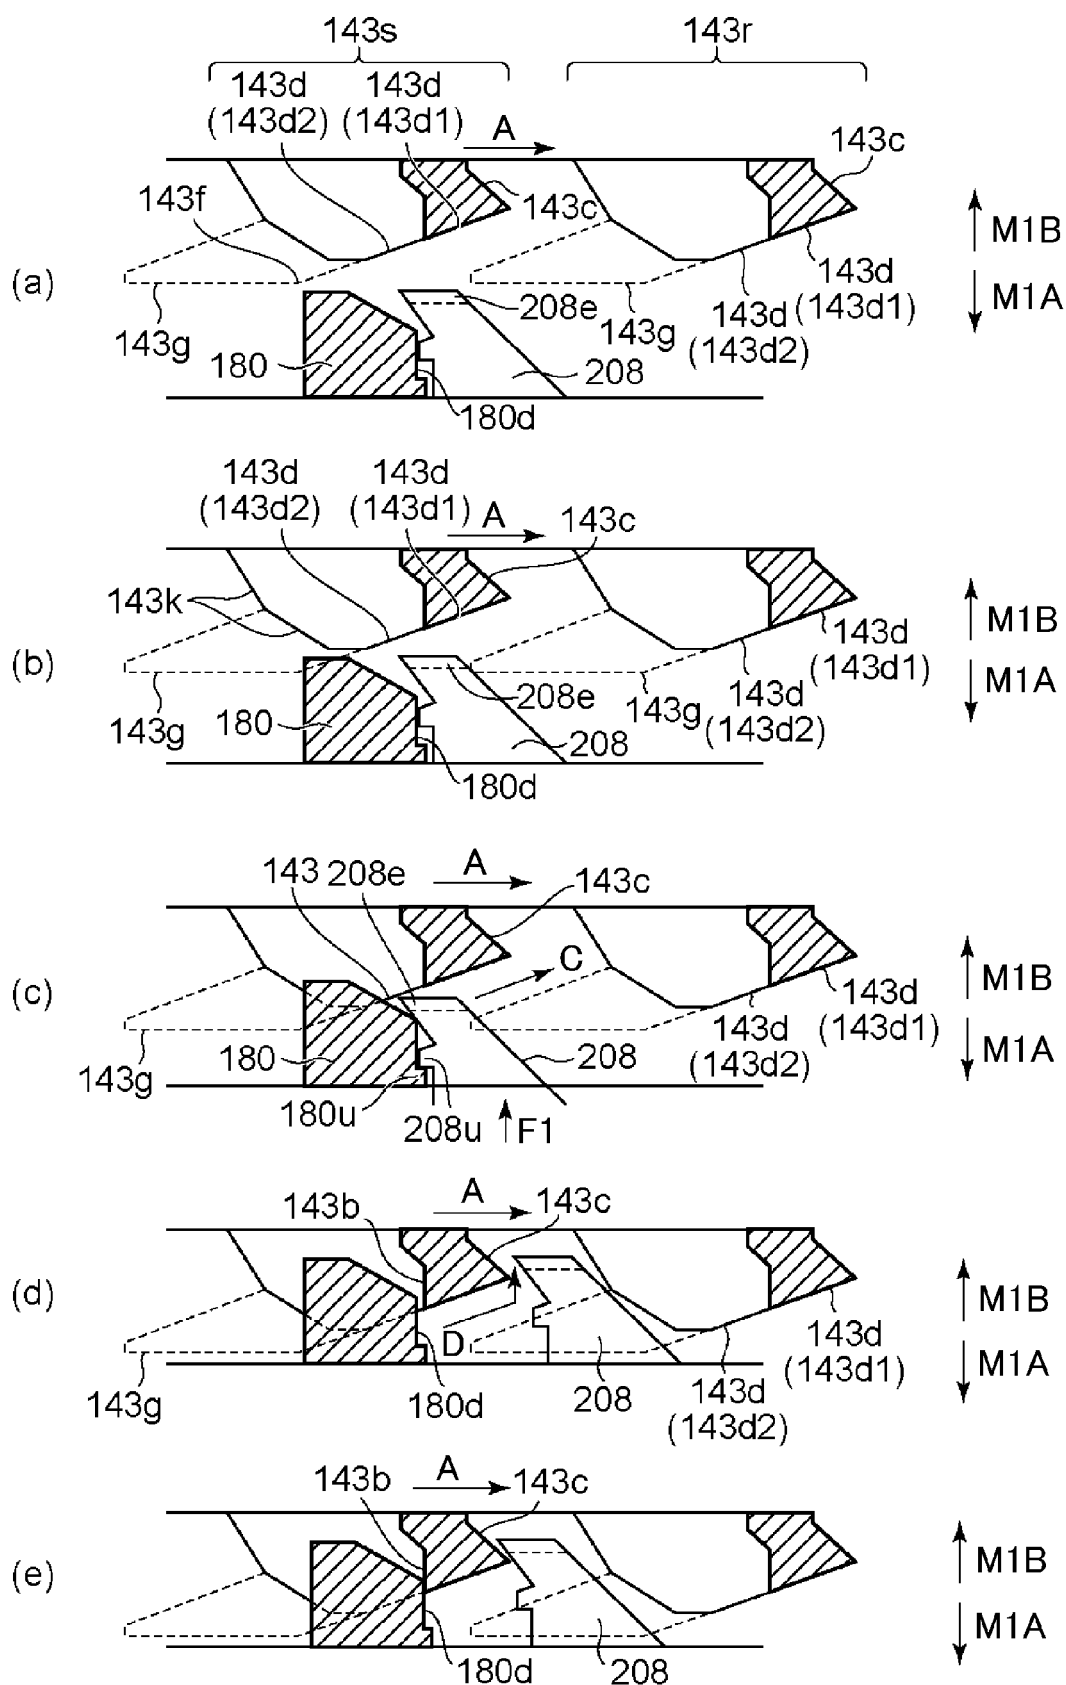 143s
143r
143d
(143d2)
143d
(143d1)
A
143c
143f
143c
M1B
(a)
M1A
143g
208e
143g
143d
(143d1)
143d
(143d2)
180
208
180d
143d
(143d2)
143d
(143d1)
A
143c
143k
M1B
143d
(143d1)
(b)
M1A
143g
180
208e
143g
143d
(143d2)
208
180d
143
208e
A
143c
C
M1B
(c)
143d
(143d1)
143d
(143d2)
M1A
143g
180
208
180u
208u
F1
143b
A
143c
(d)
M1B
D
143d
(143d1)
M1A
143g
180d
208
143d
(143d2)
143b
A
143c
(e)
M1B
M1A
180d
208